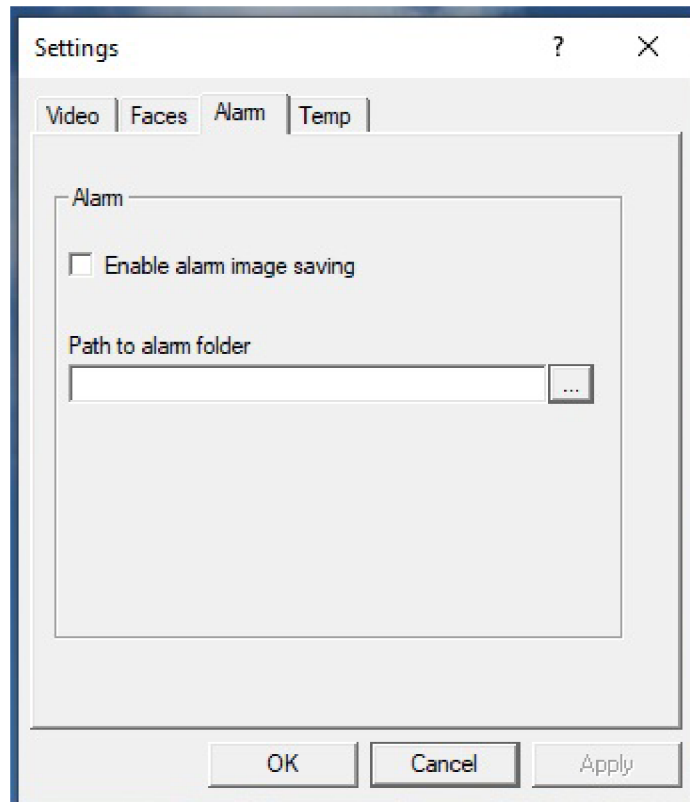 Settings ?
Video Faces Alarm Temp
Alarm
Enable alarm image saving
Path to alarm folder
...
OK Cancel Apply